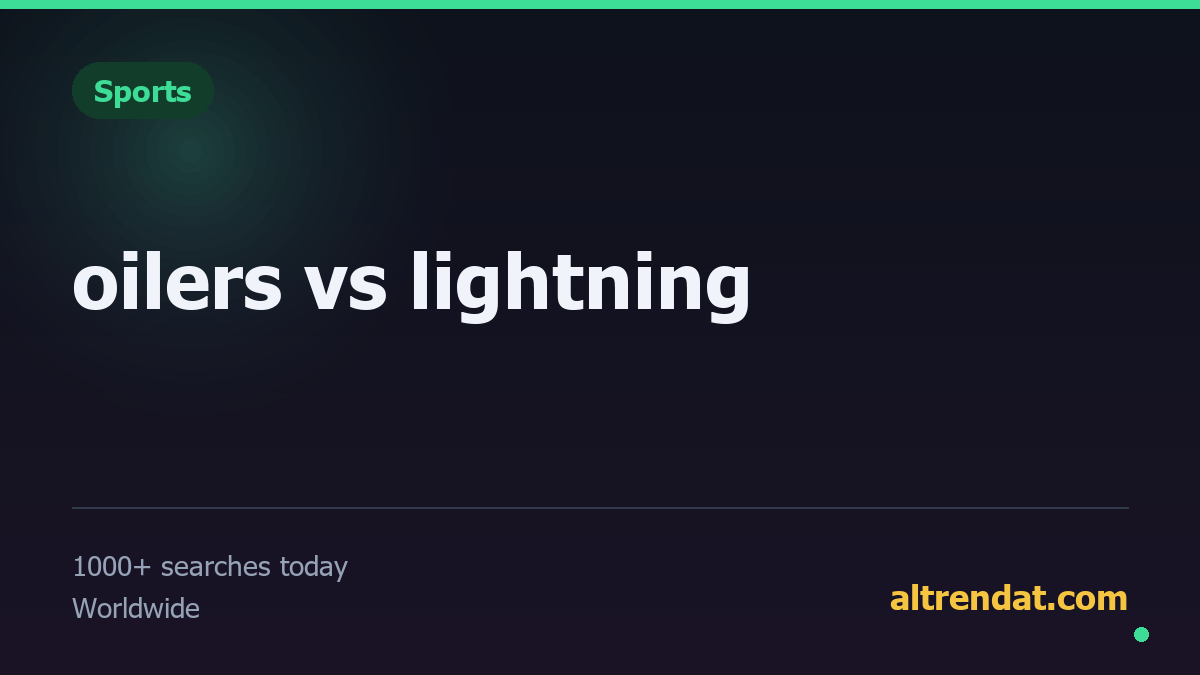 Sports
oilers vs lightning
1000+ searches today
Worldwide
altrendat.com